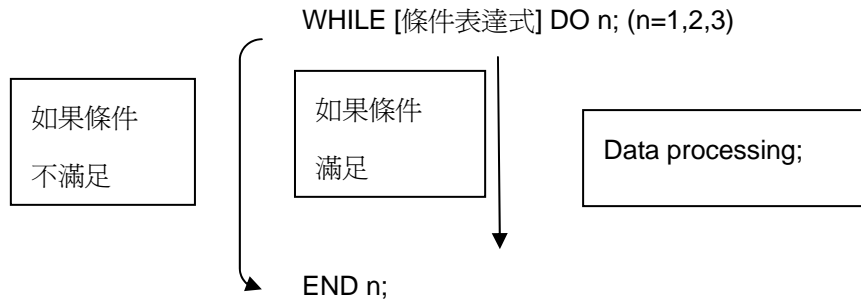 WHILE [條件表達式] DO n; (n=1,2,3)
如果條件
不滿足
如果條件
滿足
Data processing;
END n;